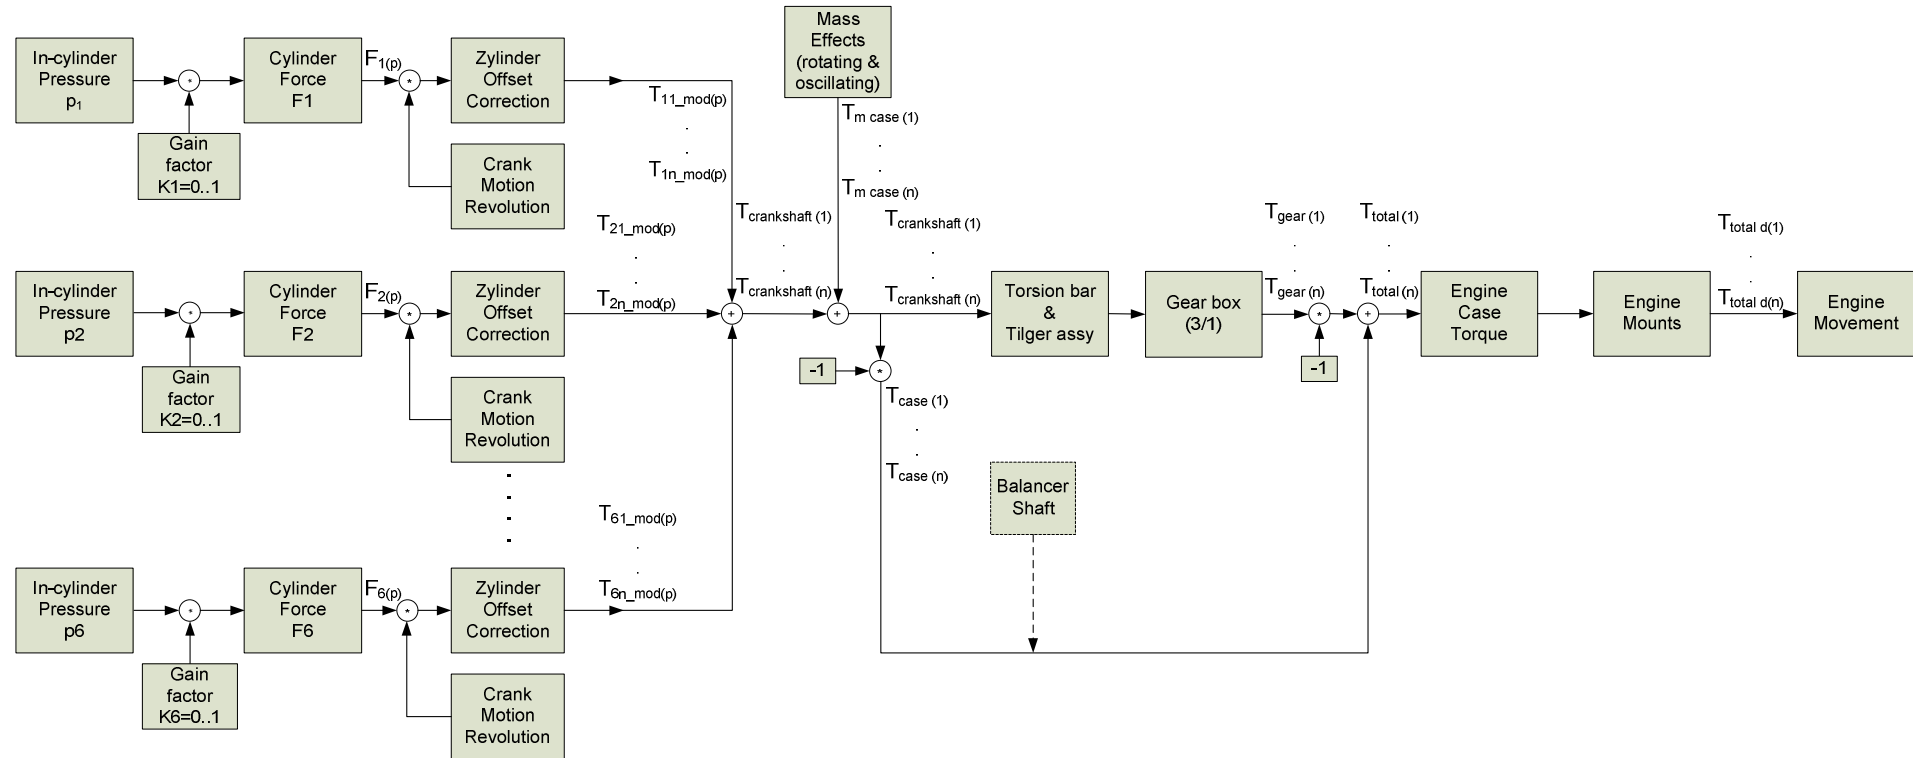 In-cylinder
Pressure
p1
Gain
factor
K1=0..1
Cylinder
Force
F1
F1(p)
Zylinder
Offset
Correction
Crank
Motion
Revolution
T11_mod(p)
T1n_mod(p)
Mass
Effects
(rotating &
oscillating)
Tm case (1)
Tm case (n)
In-cylinder
Pressure
p2
Gain
factor
K2=0..1
Cylinder
Force
F2
F2(p)
Zylinder
Offset
Correction
Crank
Motion
Revolution
T21_mod(p)
T2n_mod(p)
Tcrankshaft (1)
Tcrankshaft (n)
Tcrankshaft (1)
Tcrankshaft (n)
Torsion bar
&
Tilger assy
Gear box
(3/1)
Tgear (1)
Tgear (n)
-1
Ttotal (1)
Ttotal (n)
Engine
Case
Torque
Engine
Mounts
Ttotal d(1)
Ttotal d(n)
Engine
Movement
-1
Tcase (1)
Tcase (n)
Balancer
Shaft
In-cylinder
Pressure
p6
Gain
factor
K6=0..1
Cylinder
Force
F6
F6(p)
Zylinder
Offset
Correction
Crank
Motion
Revolution
T61_mod(p)
T6n_mod(p)